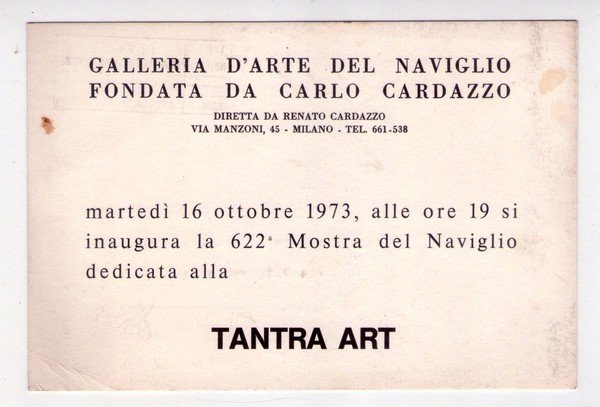 GALLERIA D'ARTE DEL NAVIGLIO
FONDATA DA CARLO CARDAZZO
DIRETTA DA RENATO CARDAZZO
VIA MANZONI, 45 - MILANO - TEL. 661-538
martedì 16 ottobre 1973, alle ore 19 si
inaugura la 622ª Mostra del Naviglio
dedicata alla
TANTRA ART